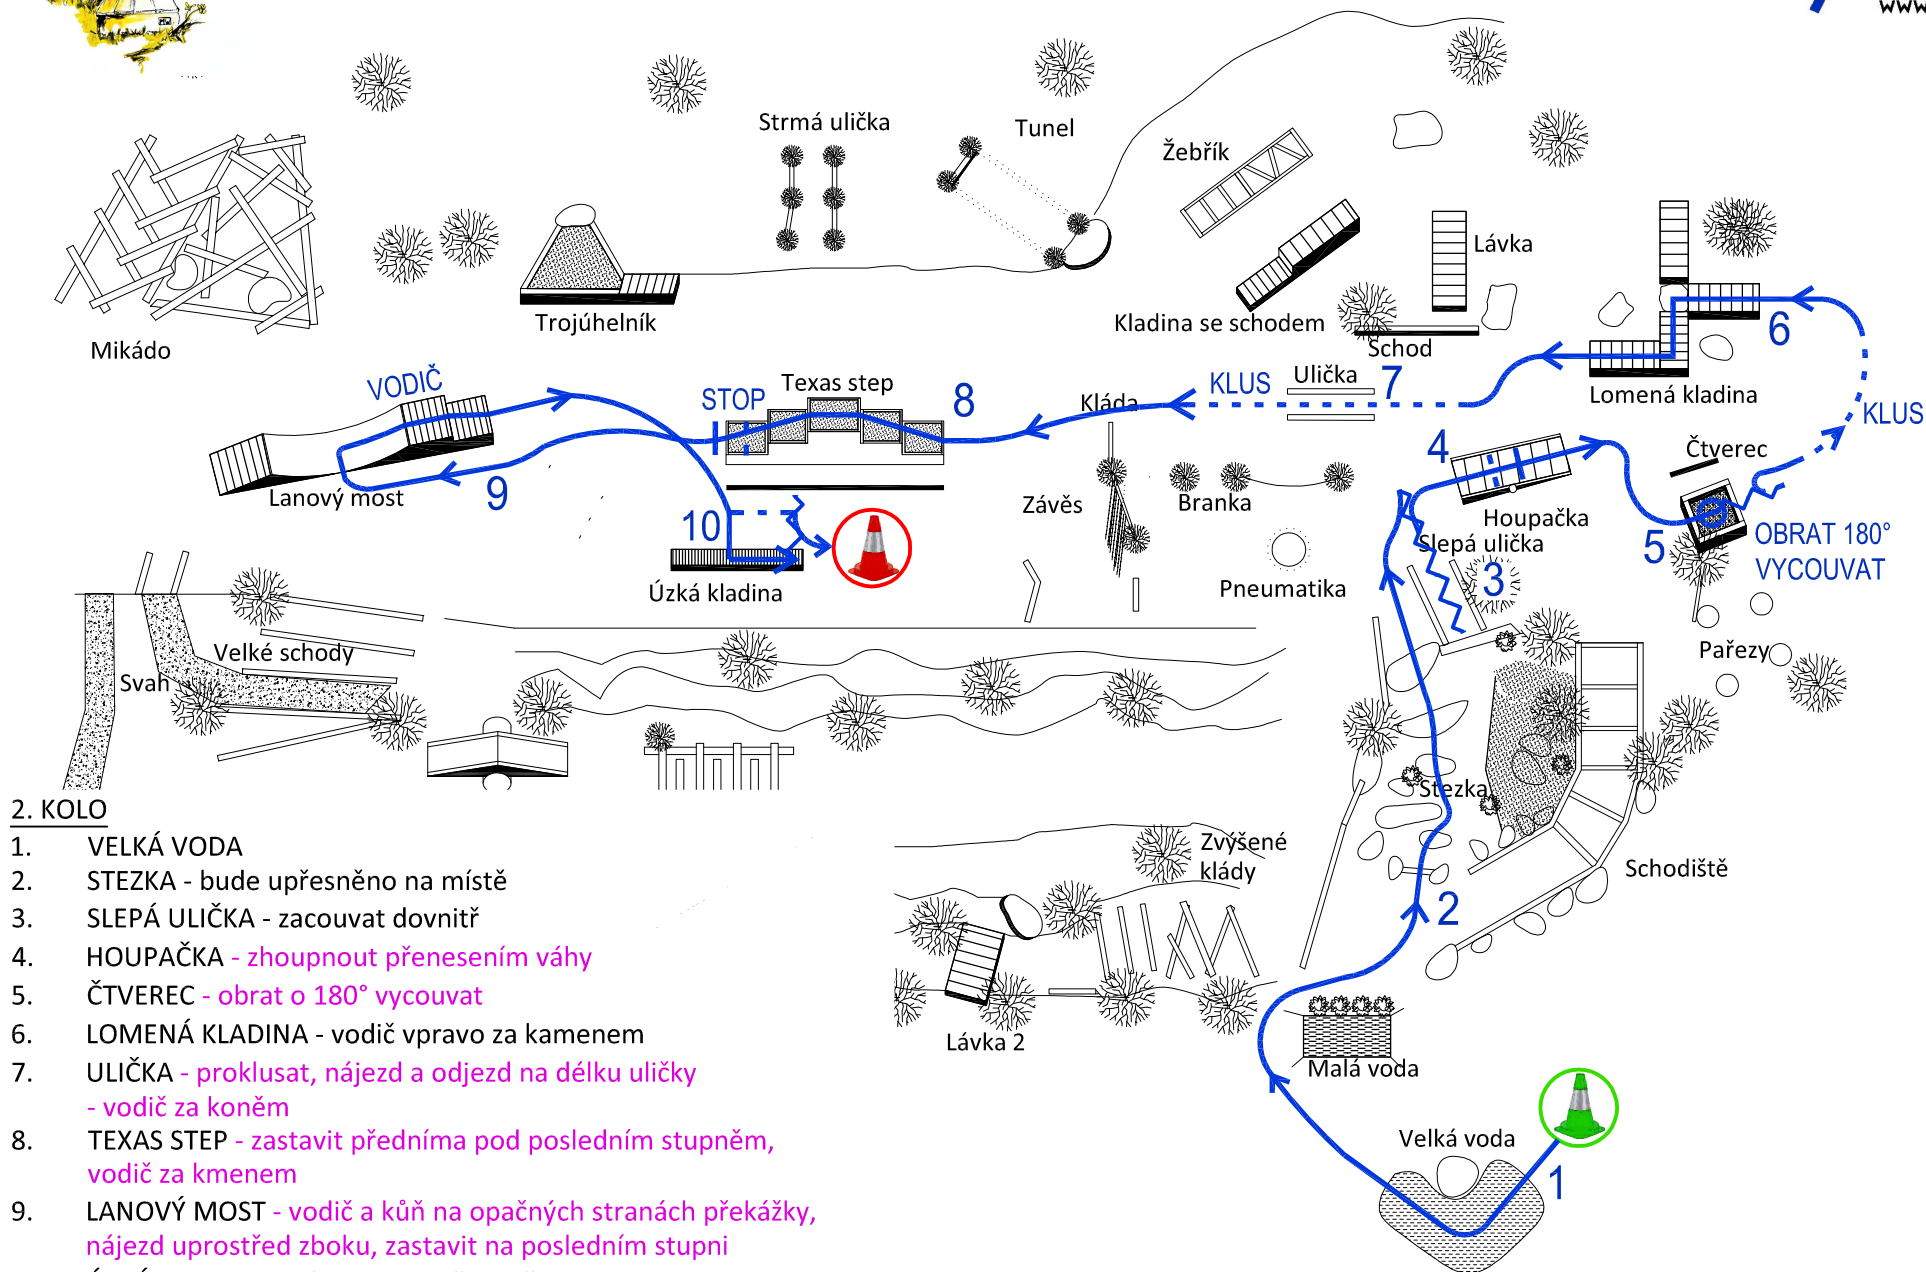 www
Strmá ulička
Tunel
Žebřík
Lávka
Mikádo
Trojúhelník
Kladina se schodem
Schod
6
VODIČ
STOP
Texas step
8
KLUS
Ulička
7
Lomená kladina
Kláda
KLUS
4
Čtverec
Lanový most
9
10
Závěs
Branka
Houpačka
Slepá ulička
5
OBRAT 180°
VYCOUVAT
3
Úzká kladina
Pneumatika
Velké schody
Svah
Pařezy
Stezka
Zvýšené
klády
Schodiště
2
Lávka 2
Malá voda
Velká voda
1
2. KOLO
1. VELKÁ VODA
2. STEZKA - bude upřesněno na místě
3. SLEPÁ ULIČKA - zacouvat dovnitř
4. HOUPAČKA - zhoupnout přenesením váhy
5. ČTVEREC - obrat o 180° vycouvat
6. LOMENÁ KLADINA - vodič vpravo za kamenem
7. ULIČKA - proklusat, nájezd a odjezd na délku uličky
- vodič za koněm
8. TEXAS STEP - zastavit předníma pod posledním stupněm,
vodič za kmenem
9. LANOVÝ MOST - vodič a kůň na opačných stranách překážky,
nájezd uprostřed zboku, zastavit na posledním stupni